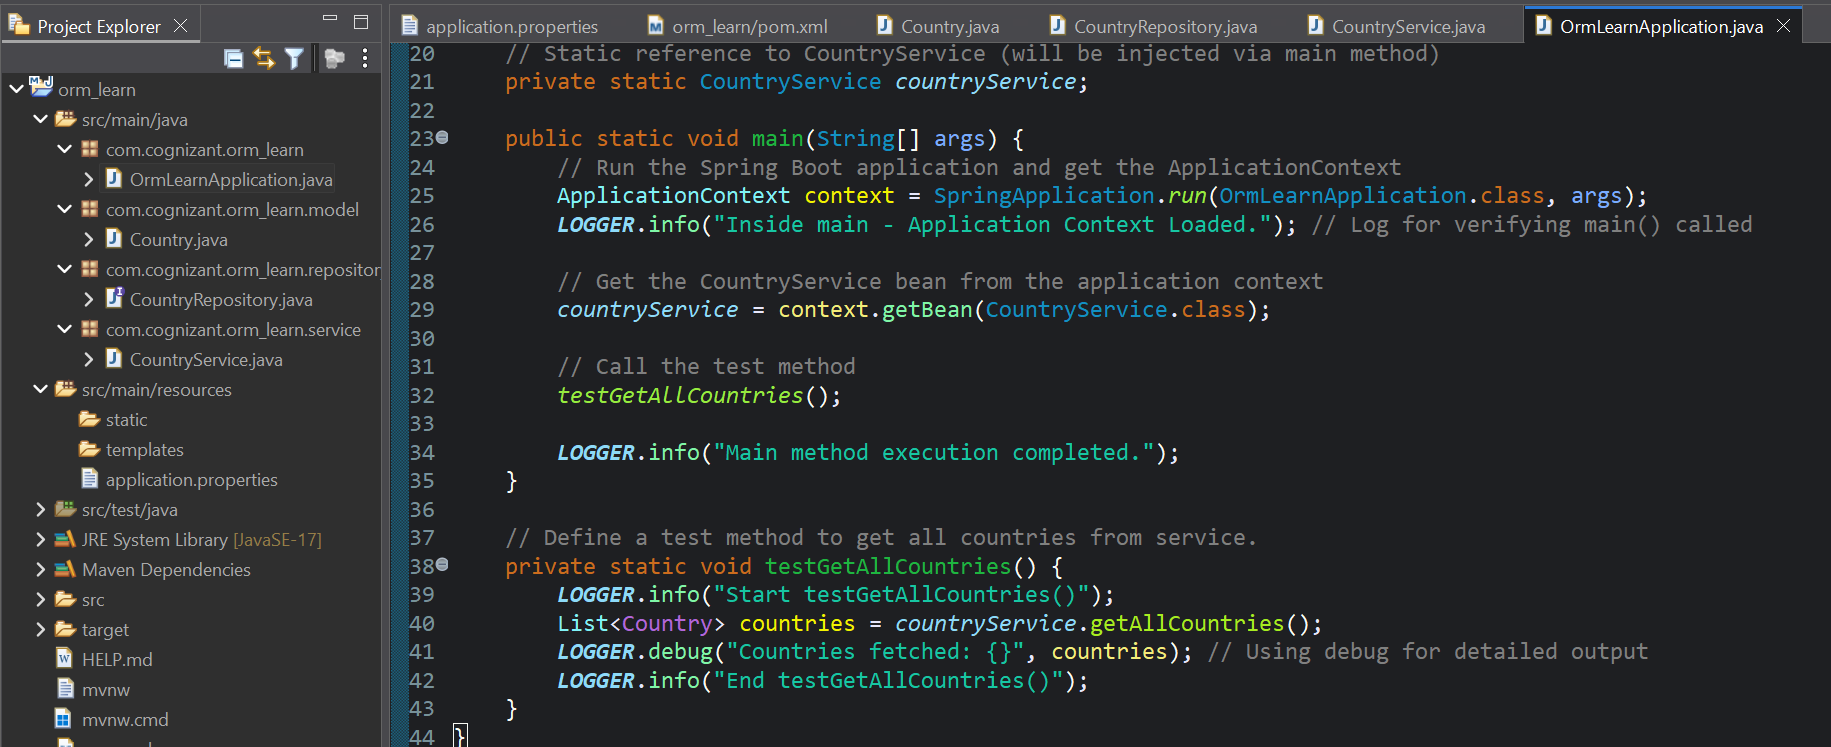 Project Explorer
orm_learn
src/main/java
com.cognizant.orm_learn
OrmLearnApplication.java
com.cognizant.orm_learn.model
Country.java
com.cognizant.orm_learn.repositor
CountryRepository.java
com.cognizant.orm_learn.service
CountryService.java
src/main/resources
static
templates
application.properties
src/test/java
JRE System Library [JavaSE-17]
Maven Dependencies
src
target
HELP.md
mvnw
mvnw.cmd
application.properties orm_learn/pom.xml Country.java CountryRepository.java CountryService.java OrmLearnApplication.java
20 // Static reference to CountryService (will be injected via main method)
21 private static CountryService countryService;
22
23 public static void main(String[] args) {
24 // Run the Spring Boot application and get the ApplicationContext
25 ApplicationContext context = SpringApplication.run(OrmLearnApplication.class, args);
26 LOGGER.info("Inside main - Application Context Loaded."); // Log for verifying main() called
27
28 // Get the CountryService bean from the application context
29 countryService = context.getBean(CountryService.class);
30
31 // Call the test method
32 testGetAllCountries();
33
34 LOGGER.info("Main method execution completed.");
35 }
36
37 // Define a test method to get all countries from service.
38 private static void testGetAllCountries() {
39 LOGGER.info("Start testGetAllCountries()");
40 List<Country> countries = countryService.getAllCountries();
41 LOGGER.debug("Countries fetched: {}", countries); // Using debug for detailed output
42 LOGGER.info("End testGetAllCountries()");
43 }
44 }